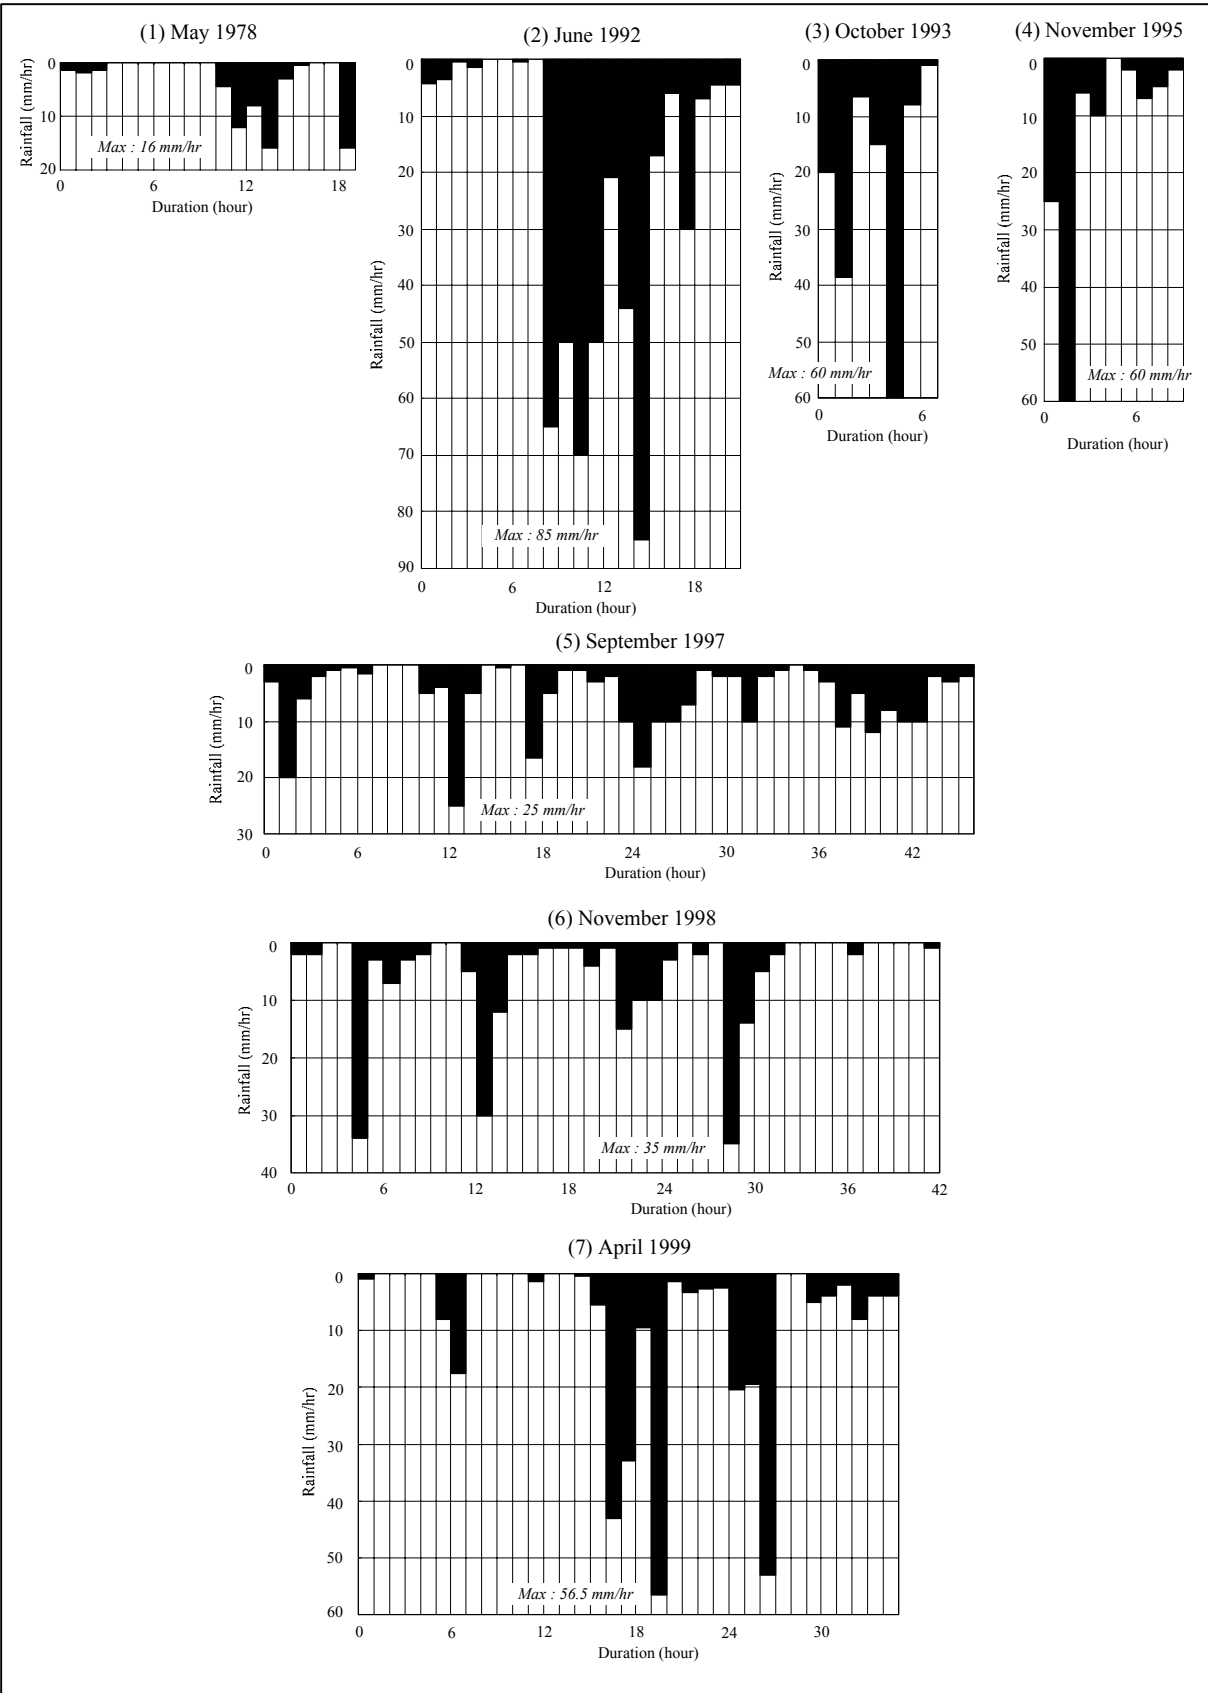 (1) May 1978
Rainfall (mm/hr)
0
10
20
Max : 16 mm/hr
0 6 12 18
Duration (hour)
(2) June 1992
Rainfall (mm/hr)
0
10
20
30
40
50
60
70
80
90
Max : 85 mm/hr
0 6 12 18
Duration (hour)
(3) October 1993
Rainfall (mm/hr)
0
10
20
30
40
50
60
Max : 60 mm/hr
0 6
Duration (hour)
(4) November 1995
Rainfall (mm/hr)
0
10
20
30
40
50
60
Max : 60 mm/hr
0 6
Duration (hour)
(5) September 1997
Rainfall (mm/hr)
0
10
20
30
Max : 25 mm/hr
0 6 12 18 24 30 36 42
Duration (hour)
(6) November 1998
Rainfall (mm/hr)
0
10
20
30
40
Max : 35 mm/hr
0 6 12 18 24 30 36 42
Duration (hour)
(7) April 1999
Rainfall (mm/hr)
0
10
20
30
40
50
60
Max : 56.5 mm/hr
0 6 12 18 24 30
Duration (hour)